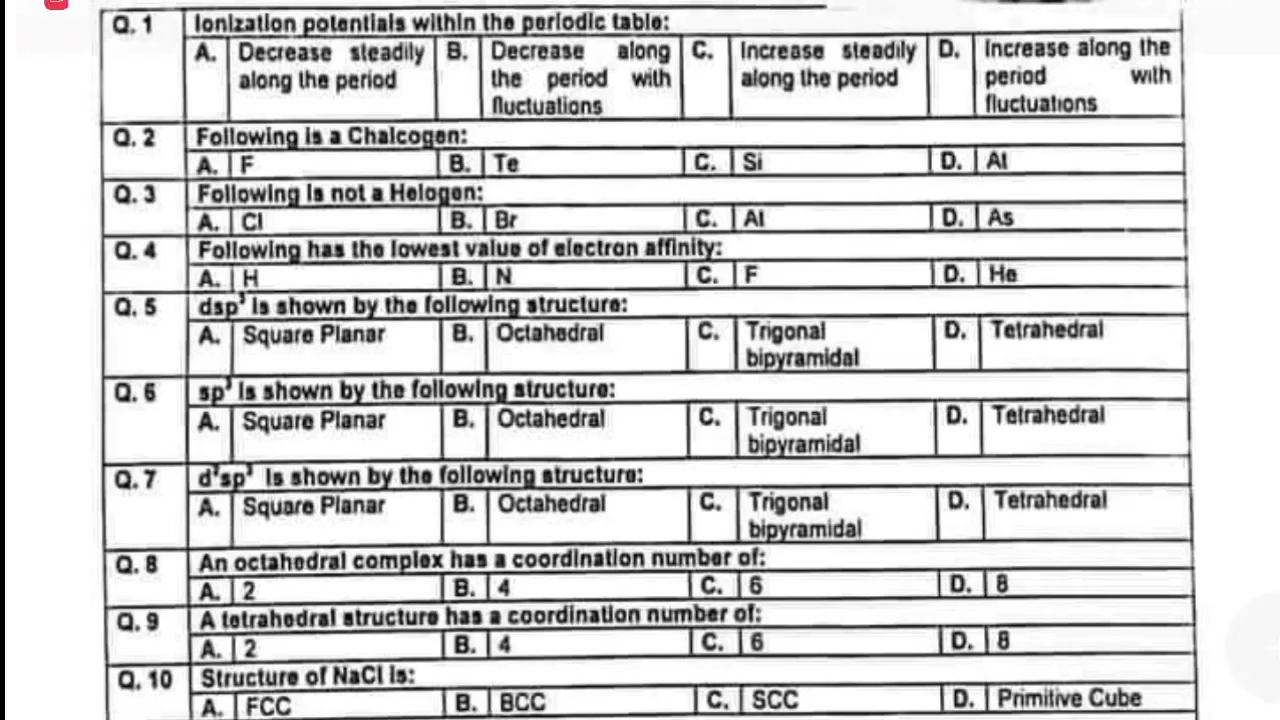 Q. 1 Ionization potentials within the periodic table:
A. Decrease steadily along the period B. Decrease along the period with fluctuations C. Increase steadily along the period D. Increase along the period with fluctuations
Q. 2 Following is a Chalcogen:
A. F B. Te C. Si D. Al
Q. 3 Following is not a Helogen:
A. Cl B. Br C. Al D. As
Q. 4 Following has the lowest value of electron affinity:
A. H B. N C. F D. He
Q. 5 dsp³ is shown by the following structure:
A. Square Planar B. Octahedral C. Trigonal bipyramidal D. Tetrahedral
Q. 6 sp³ is shown by the following structure:
A. Square Planar B. Octahedral C. Trigonal bipyramidal D. Tetrahedral
Q. 7 d²sp³ is shown by the following structure:
A. Square Planar B. Octahedral C. Trigonal bipyramidal D. Tetrahedral
Q. 8 An octahedral complex has a coordination number of:
A. 2 B. 4 C. 6 D. 8
Q. 9 A tetrahedral structure has a coordination number of:
A. 2 B. 4 C. 6 D. 8
Q. 10 Structure of NaCl is:
A. FCC B. BCC C. SCC D. Primitive Cube